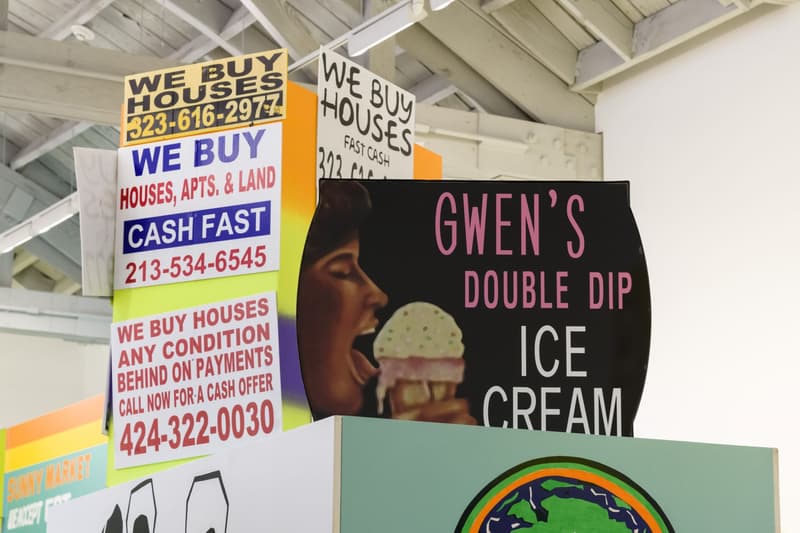 WE BUY
HOUSES
323-616-2977
WE BUY
HOUSES, APTS. & LAND
CASH FAST
213-534-6545
WE BUY HOUSES
ANY CONDITION
BEHIND ON PAYMENTS
CALL NOW FOR A CASH OFFER
424-322-0030
WE BUY
HOUSES
FAST CASH
GWEN'S
DOUBLE DIP
ICE
CREAM
SUNNY MARKET